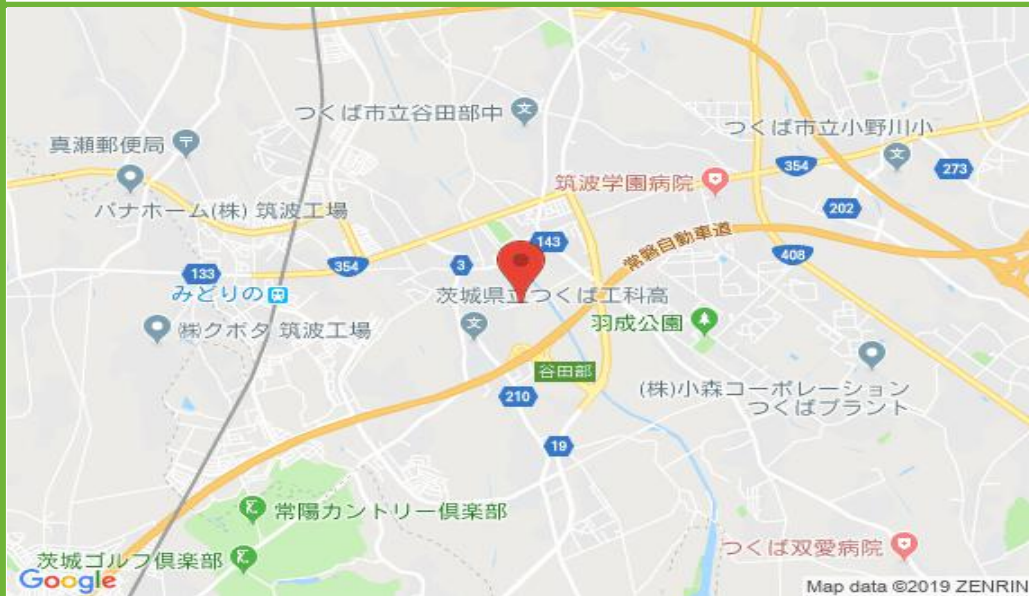 つくば市立谷田部中
真瀬郵便局
つくば市立小野川小
354
273
筑波学園病院
パナホーム(株) 筑波工場
202
常磐自動車道
143
408
133
354
3
みどりの
茨城県立つくば工科高
(株)クボタ 筑波工場
羽成公園
谷田部
210
(株)小森コーポレーション
つくばプラント
19
常陽カントリー倶楽部
つくば双愛病院
茨城ゴルフ倶楽部
Google
Map data ©2019 ZENRIN